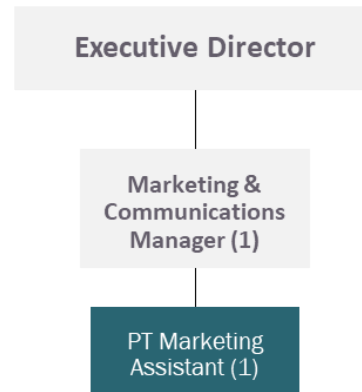 Executive Director
Marketing &
Communications
Manager (1)
PT Marketing
Assistant (1)